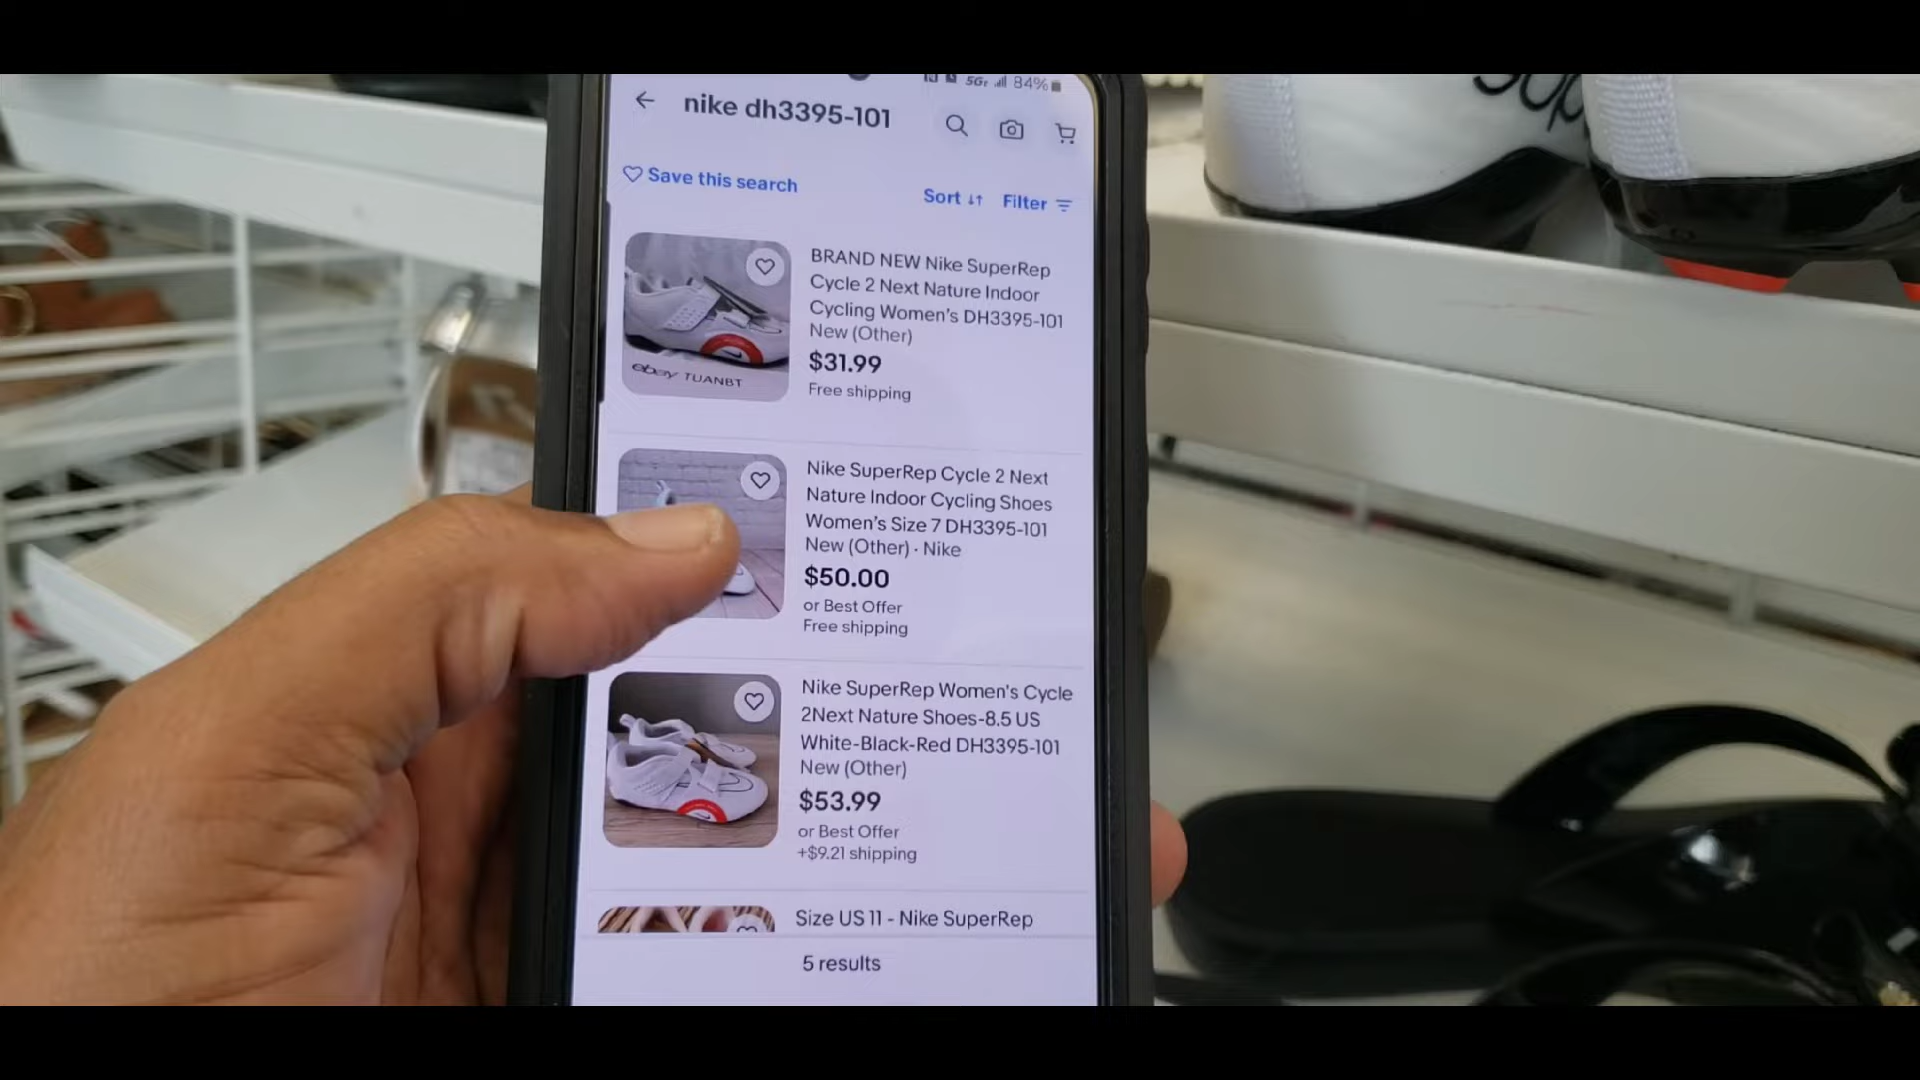 5G 84%
nike dh3395-101
Save this search
Sort Filter
BRAND NEW Nike SuperRep
Cycle 2 Next Nature Indoor
Cycling Women's DH3395-101
New (Other)
$31.99
Free shipping
ebay TUANBT
Nike SuperRep Cycle 2 Next
Nature Indoor Cycling Shoes
Women's Size 7 DH3395-101
New (Other) · Nike
$50.00
or Best Offer
Free shipping
Nike SuperRep Women's Cycle
2Next Nature Shoes-8.5 US
White-Black-Red DH3395-101
New (Other)
$53.99
or Best Offer
+$9.21 shipping
Size US 11 - Nike SuperRep
5 results